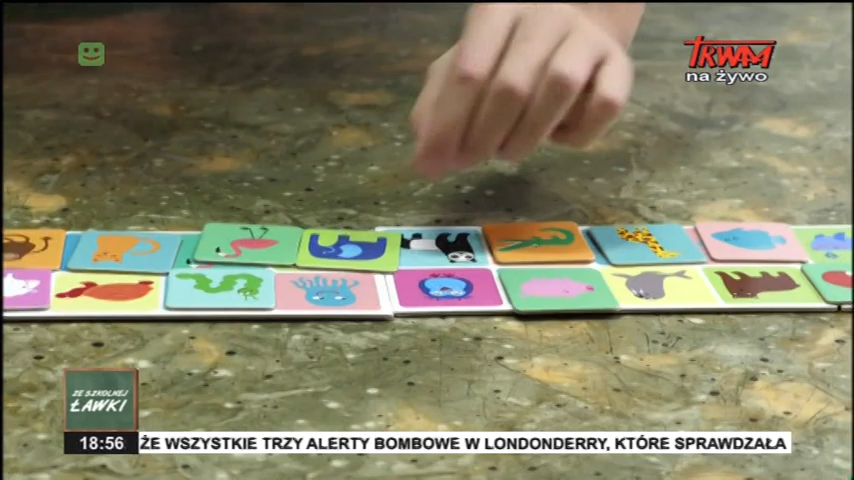 TRWAM
na żywo
ZE SZKOLNEJ
ŁAWKI
18:56
ŻE WSZYSTKIE TRZY ALERTY BOMBOWE W LONDONDERRY, KTÓRE SPRAWDZAŁA